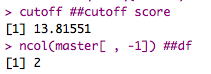 > cutoff ##cutoff score
[1] 13.81551
> ncol(master[ , -1]) ##df
[1] 2